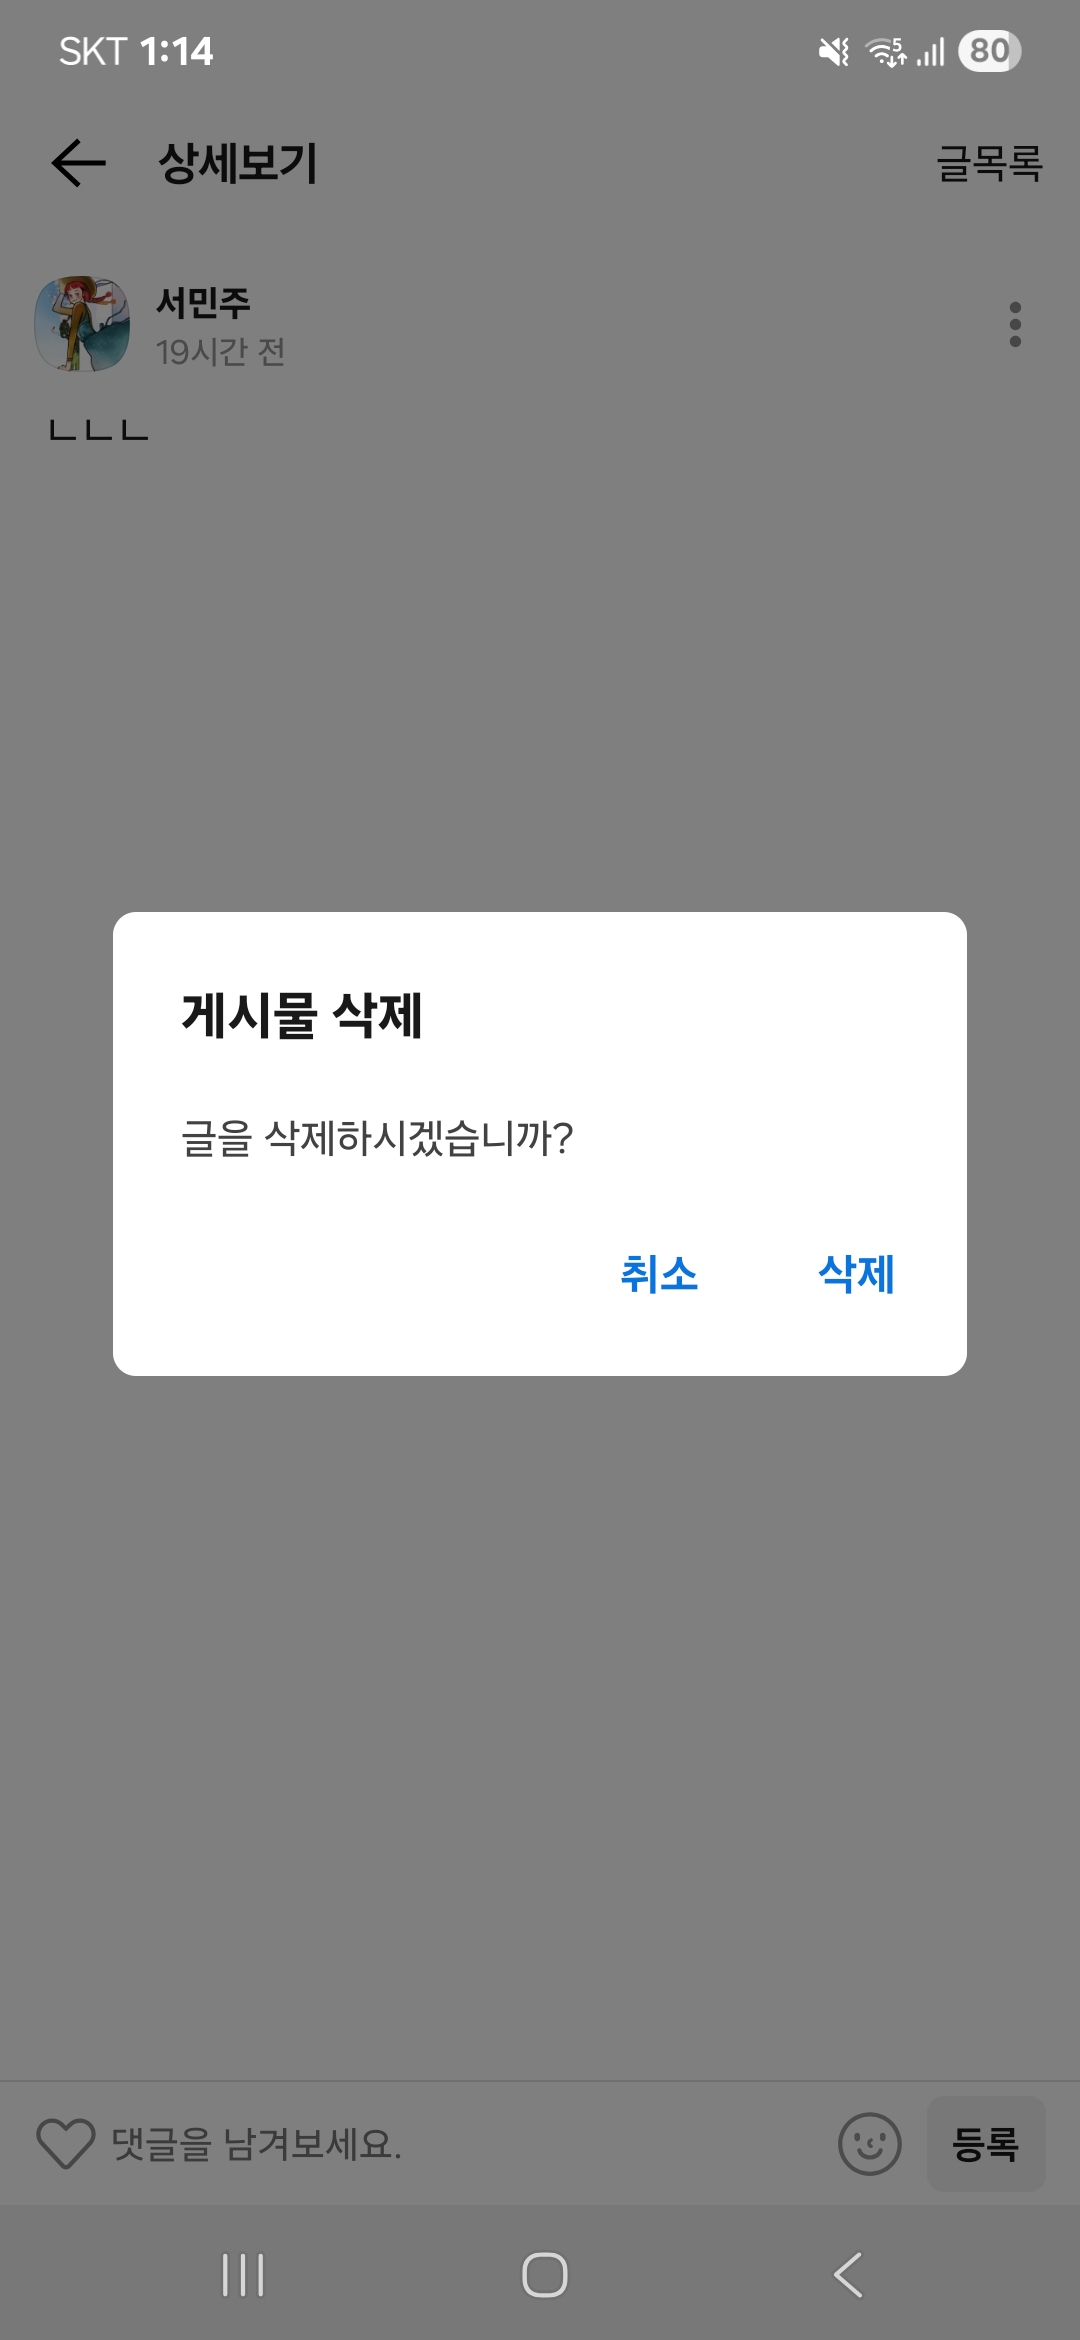 SKT 1:14
5
80
상세보기
글목록
서민주
19시간 전
ㄴㄴㄴ
게시물 삭제
글을 삭제하시겠습니까?
취소 삭제
댓글을 남겨보세요.
등록